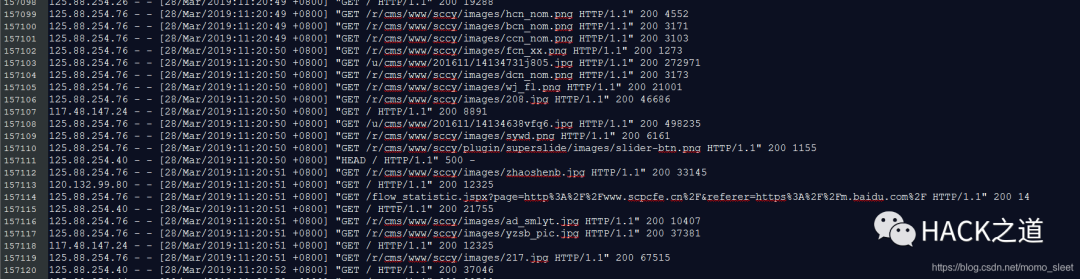 157098 125.88.254.26 - - [28/Mar/2019:11:20:49 +0800] "GET / HTTP/1.1" 200 19288
157099 125.88.254.76 - - [28/Mar/2019:11:20:49 +0800] "GET /r/cms/www/sccy/images/hcn_nom.png HTTP/1.1" 200 4552
157100 125.88.254.76 - - [28/Mar/2019:11:20:49 +0800] "GET /r/cms/www/sccy/images/bcn_nom.png HTTP/1.1" 200 3171
157101 125.88.254.76 - - [28/Mar/2019:11:20:49 +0800] "GET /r/cms/www/sccy/images/ccn_nom.png HTTP/1.1" 200 3103
157102 125.88.254.76 - - [28/Mar/2019:11:20:50 +0800] "GET /r/cms/www/sccy/images/fcn_xx.png HTTP/1.1" 200 1273
157103 125.88.254.76 - - [28/Mar/2019:11:20:50 +0800] "GET /u/cms/www/201611/14134731j805.jpg HTTP/1.1" 200 272971
157104 125.88.254.76 - - [28/Mar/2019:11:20:50 +0800] "GET /r/cms/www/sccy/images/dcn_nom.png HTTP/1.1" 200 3173
157105 125.88.254.76 - - [28/Mar/2019:11:20:50 +0800] "GET /r/cms/www/sccy/images/wj_fl.png HTTP/1.1" 200 21001
157106 125.88.254.76 - - [28/Mar/2019:11:20:50 +0800] "GET /r/cms/www/sccy/images/208.jpg HTTP/1.1" 200 46686
157107 117.48.147.24 - - [28/Mar/2019:11:20:50 +0800] "GET / HTTP/1.1" 200 8891
157108 125.88.254.76 - - [28/Mar/2019:11:20:50 +0800] "GET /u/cms/www/201611/14134638vfq6.jpg HTTP/1.1" 200 498235
157109 125.88.254.76 - - [28/Mar/2019:11:20:50 +0800] "GET /r/cms/www/sccy/images/sywd.png HTTP/1.1" 200 6161
157110 125.88.254.76 - - [28/Mar/2019:11:20:50 +0800] "GET /r/cms/www/sccy/plugin/superslide/images/slider-btn.png HTTP/1.1" 200 1155
157111 125.88.254.40 - - [28/Mar/2019:11:20:50 +0800] "HEAD / HTTP/1.1" 500 -
157112 125.88.254.76 - - [28/Mar/2019:11:20:51 +0800] "GET /r/cms/www/sccy/images/zhaoshenb.jpg HTTP/1.1" 200 33145
157113 120.132.99.80 - - [28/Mar/2019:11:20:51 +0800] "GET / HTTP/1.1" 200 12325
157114 125.88.254.76 - - [28/Mar/2019:11:20:51 +0800] "GET /flow_statistic.jspx?page=http%3A%2F%2Fwww.scpcfe.cn%2F&referer=https%3A%2F%2Fm.baidu.com%2F HTTP/1.1" 200 14
157115 125.88.254.40 - - [28/Mar/2019:11:20:51 +0800] "GET / HTTP/1.1" 200 21755
157116 125.88.254.76 - - [28/Mar/2019:11:20:51 +0800] "GET /r/cms/www/sccy/images/ad_smlyt.jpg HTTP/1.1" 200 10407
157117 125.88.254.76 - - [28/Mar/2019:11:20:51 +0800] "GET /r/cms/www/sccy/images/yzsb_pic.jpg HTTP/1.1" 200 37381
157118 117.48.147.24 - - [28/Mar/2019:11:20:51 +0800] "GET / HTTP/1.1" 200 12325
157119 125.88.254.76 - - [28/Mar/2019:11:20:51 +0800] "GET /r/cms/www/sccy/images/217.jpg HTTP/1.1" 200 67515
157120 125.88.254.40 - - [28/Mar/2019:11:20:52 +0800] "GET / HTTP/1.1" 200 37046
HACK之道
https://blog.csdn.net/momo_sleet